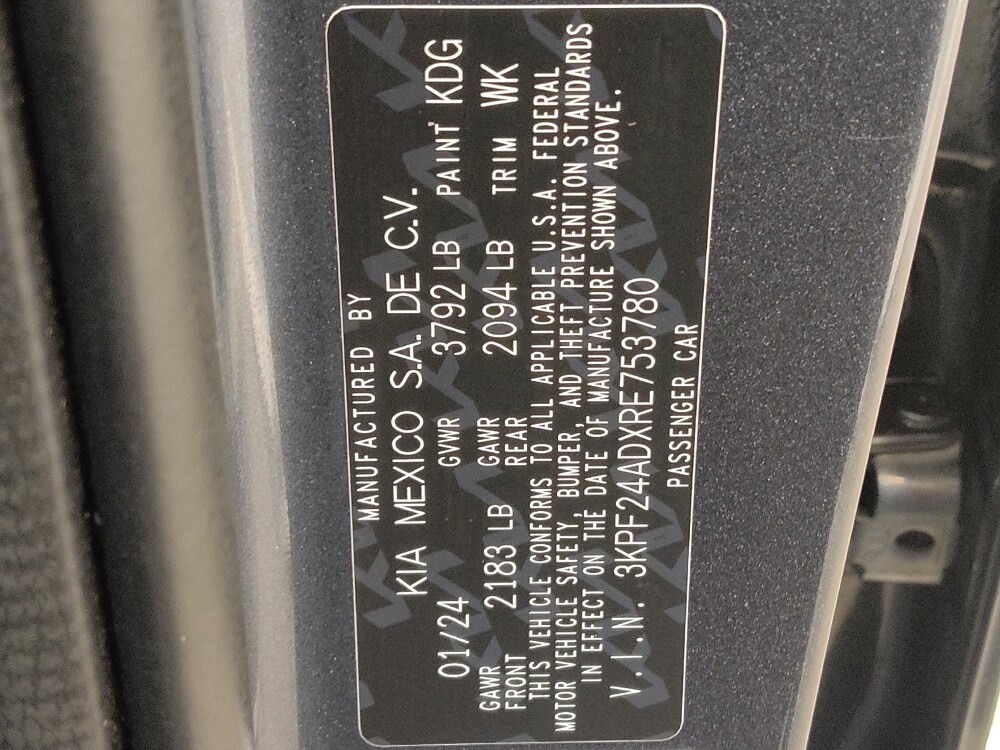 MANUFACTURED BY
KIA MEXICO S.A. DE C.V.
01/24 GVWR 3792 LB PAINT KDG
GAWR FRONT 2183 LB GAWR REAR 2094 LB TRIM WK
THIS VEHICLE CONFORMS TO ALL APPLICABLE U.S.A. FEDERAL
MOTOR VEHICLE SAFETY, BUMPER, AND THEFT PREVENTION STANDARDS
IN EFFECT ON THE DATE OF MANUFACTURE SHOWN ABOVE.
V.I.N. 3KPF24ADXRE753780
PASSENGER CAR